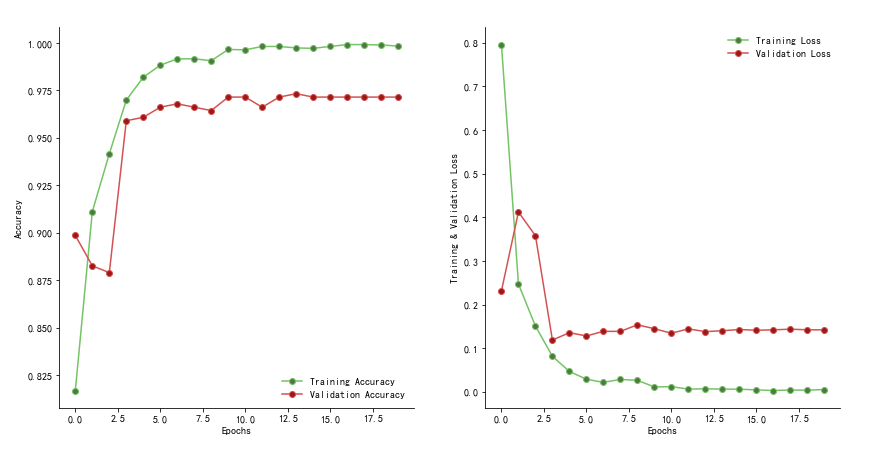 1.000
0.975
0.950
0.925
0.900
0.875
0.850
0.825
Accuracy
Training Accuracy
Validation Accuracy
0.0 2.5 5.0 7.5 10.0 12.5 15.0 17.5
Epochs
0.8
0.7
0.6
0.5
0.4
0.3
0.2
0.1
0.0
Training & Validation Loss
Training Loss
Validation Loss
0.0 2.5 5.0 7.5 10.0 12.5 15.0 17.5
Epochs